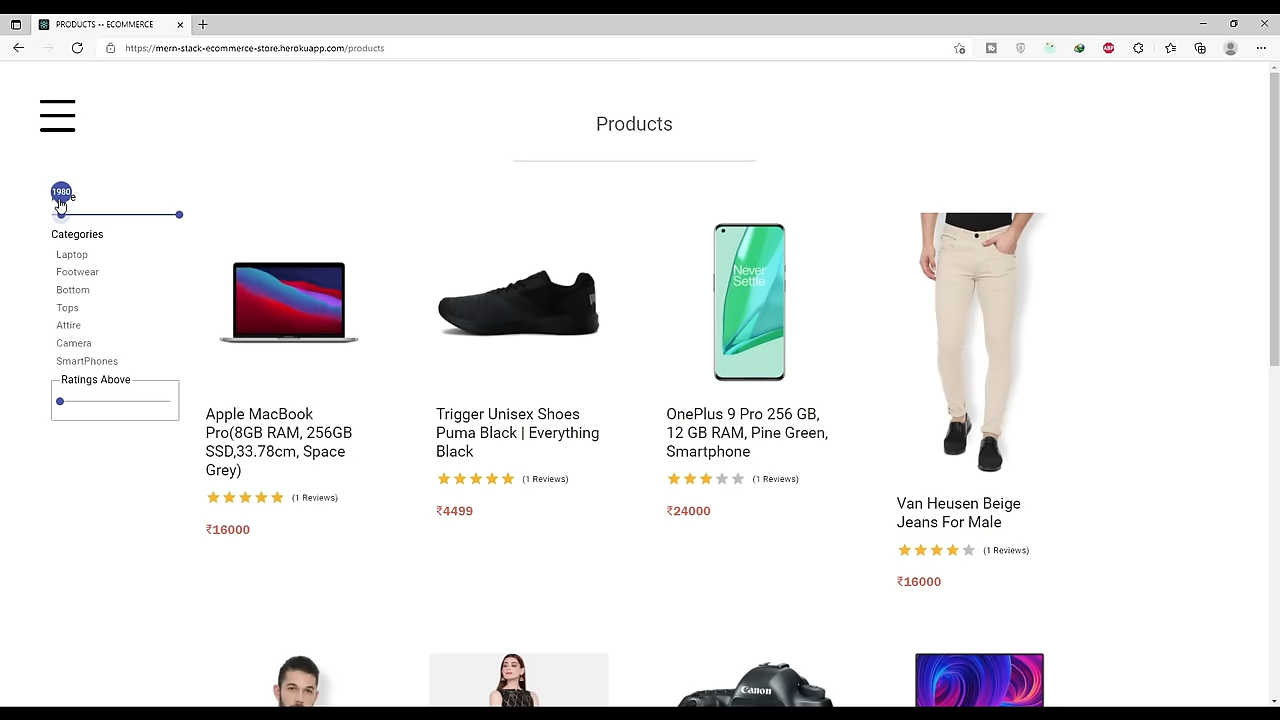 PRODUCTS -- ECOMMERCE
https://mern-stack-ecommerce-store.herokuapp.com/products
ABP
Products
1980
Categories
Laptop
Footwear
Bottom
Tops
Attire
Camera
SmartPhones
Ratings Above
Never
Settle
Apple MacBook
Pro(8GB RAM, 256GB
SSD,33.78cm, Space
Grey)
(1 Reviews)
₹16000
Trigger Unisex Shoes
Puma Black | Everything
Black
(1 Reviews)
₹4499
OnePlus 9 Pro 256 GB,
12 GB RAM, Pine Green,
Smartphone
(1 Reviews)
₹24000
Van Heusen Beige
Jeans For Male
(1 Reviews)
₹16000
Canon